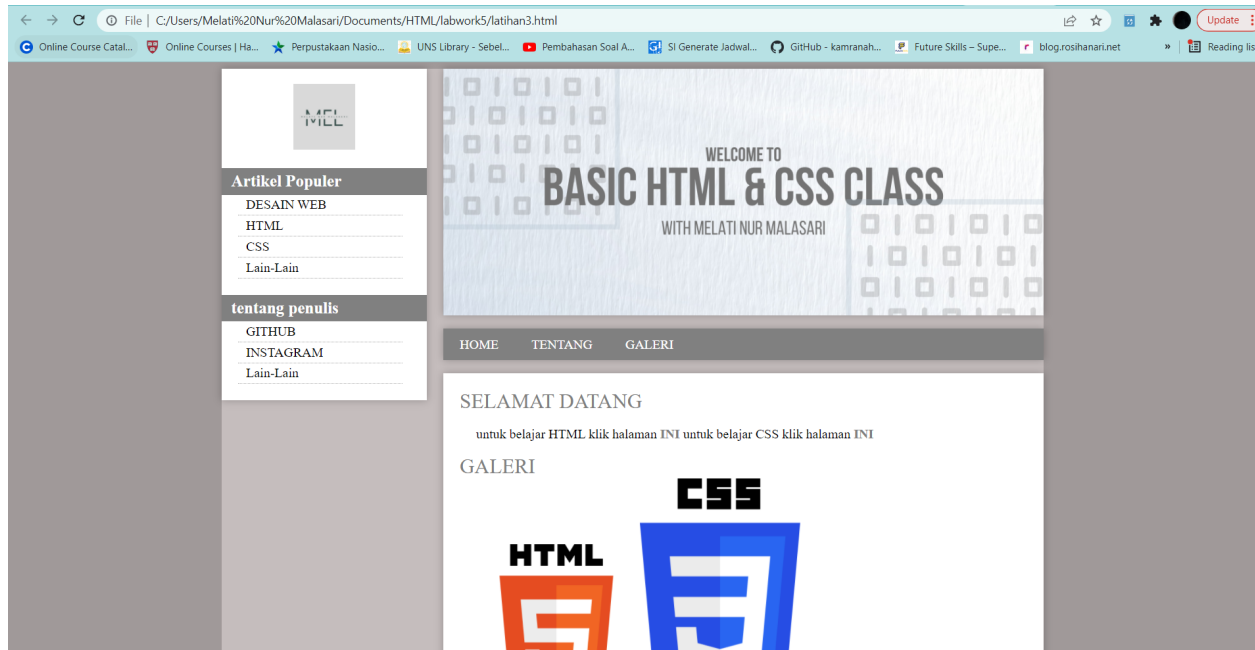 File | C:/Users/Melati%20Nur%20Malasari/Documents/HTML/labwork5/latihan3.html
Update
Online Course Catal...
Online Courses | Ha...
Perpustakaan Nasio...
UNS Library - Sebel...
Pembahasan Soal A...
SI Generate Jadwal...
GitHub - kamranah...
Future Skills – Supe...
blog.rosihanari.net
»
Reading lis
MEL
Artikel Populer
DESAIN WEB
HTML
CSS
Lain-Lain
tentang penulis
GITHUB
INSTAGRAM
Lain-Lain
WELCOME TO
BASIC HTML & CSS CLASS
WITH MELATI NUR MALASARI
HOME
TENTANG
GALERI
SELAMAT DATANG
untuk belajar HTML klik halaman INI untuk belajar CSS klik halaman INI
GALERI
CSS
HTML